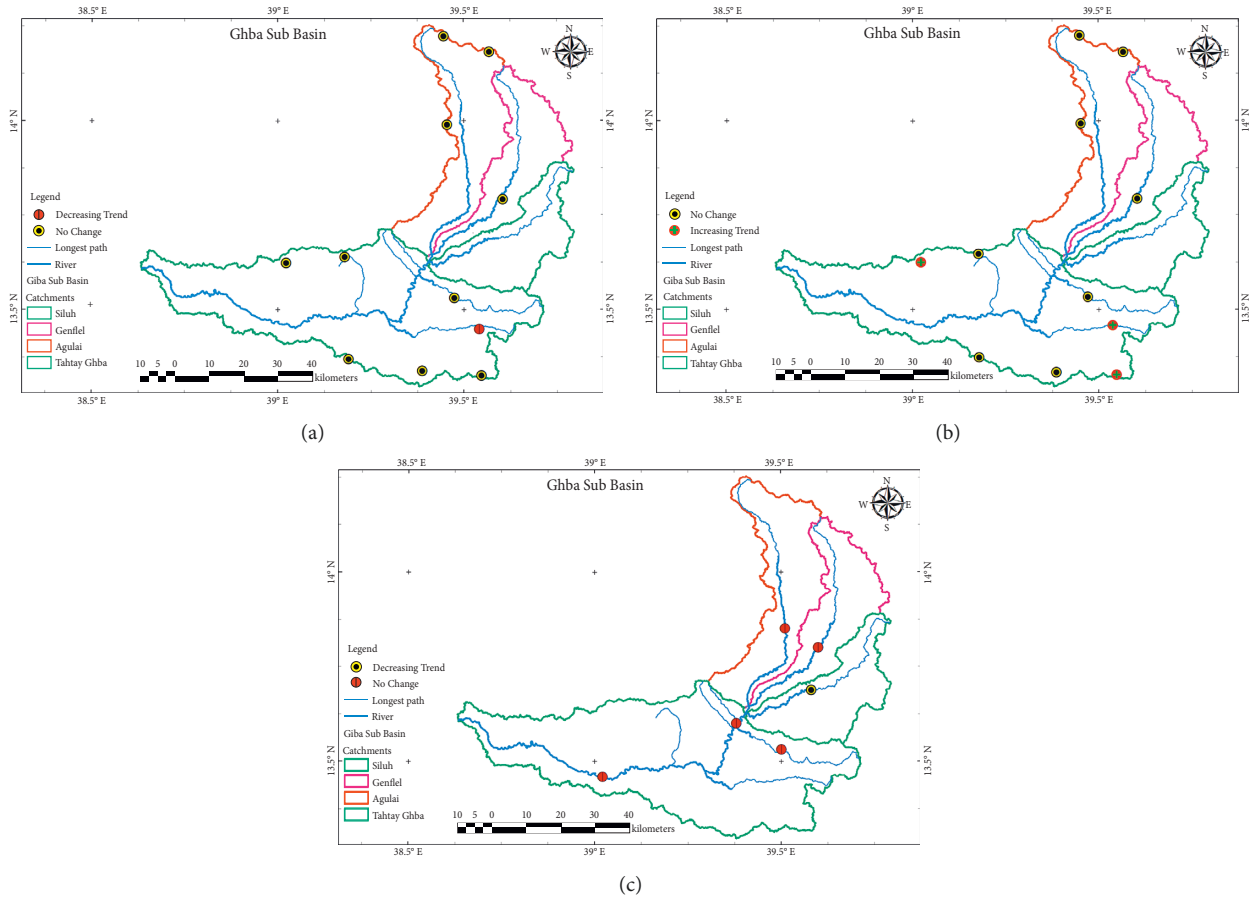 38.5° E
39° E
39.5° E
Ghba Sub Basin
N
W
E
S
14° N
14° N
Legend
Decreasing Trend
No Change
Longest path
River
Giba Sub Basin
Catchments
Siluh
Genflel
Agulai
Tahtay Ghba
13.5° N
13.5° N
10 5 0 10 20 30 40
kilometers
38.5° E
39° E
39.5° E
(a)
38.5° E
39° E
39.5° E
Ghba Sub Basin
N
W
E
S
14° N
14° N
Legend
No Change
Increasing Trend
Longest path
River
Giba Sub Basin
Catchments
Siluh
Genflel
Agulai
Tahtay Ghba
13.5° N
13.5° N
10 5 0 10 20 30 40
kilometers
38.5° E
39° E
39.5° E
(b)
38.5° E
39° E
39.5° E
Ghba Sub Basin
N
W
E
S
14° N
14° N
Legend
Decreasing Trend
No Change
Longest path
River
Giba Sub Basin
Catchments
Siluh
Genflel
Agulai
Tahtay Ghba
13.5° N
13.5° N
10 5 0 10 20 30 40
kilometers
38.5° E
39° E
39.5° E
(c)